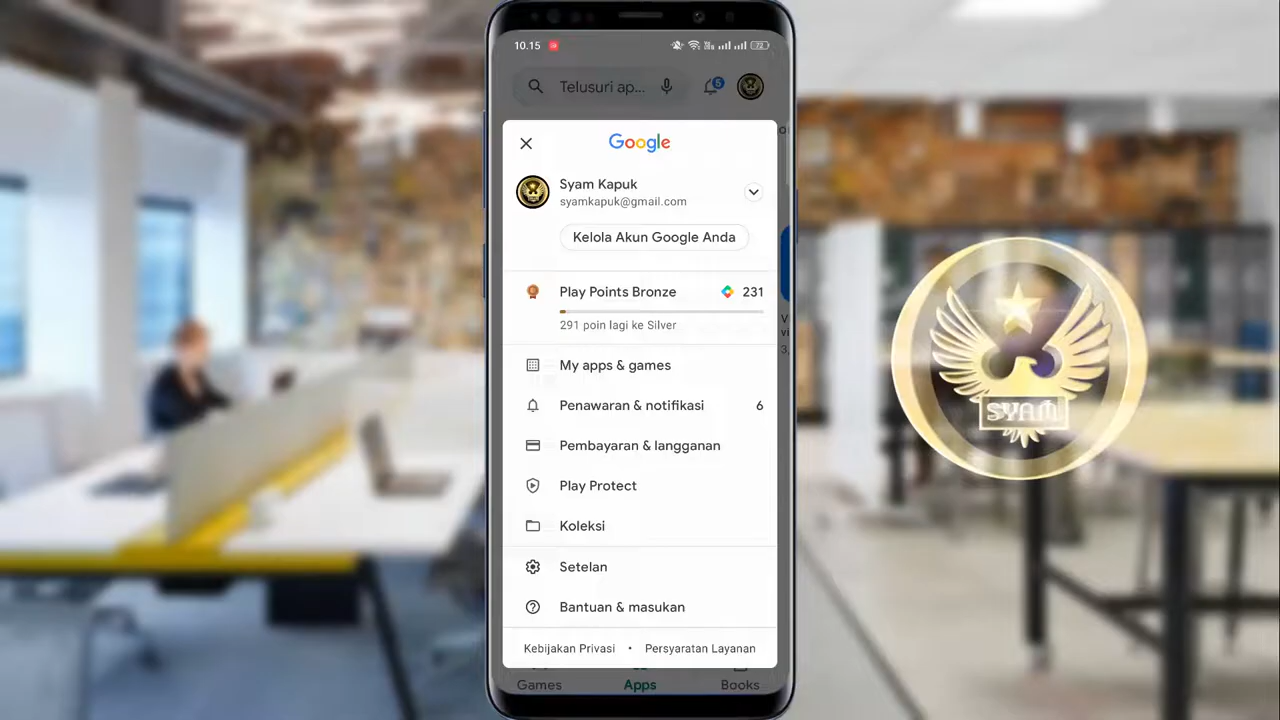 10.15
Telusuri ap...
5
Google
Syam Kapuk
syamkapuk@gmail.com
Kelola Akun Google Anda
Play Points Bronze 231
291 poin lagi ke Silver
My apps & games
Penawaran & notifikasi 6
Pembayaran & langganan
Play Protect
Koleksi
Setelan
Bantuan & masukan
Kebijakan Privasi • Persyaratan Layanan
Games Apps Books
SYAM